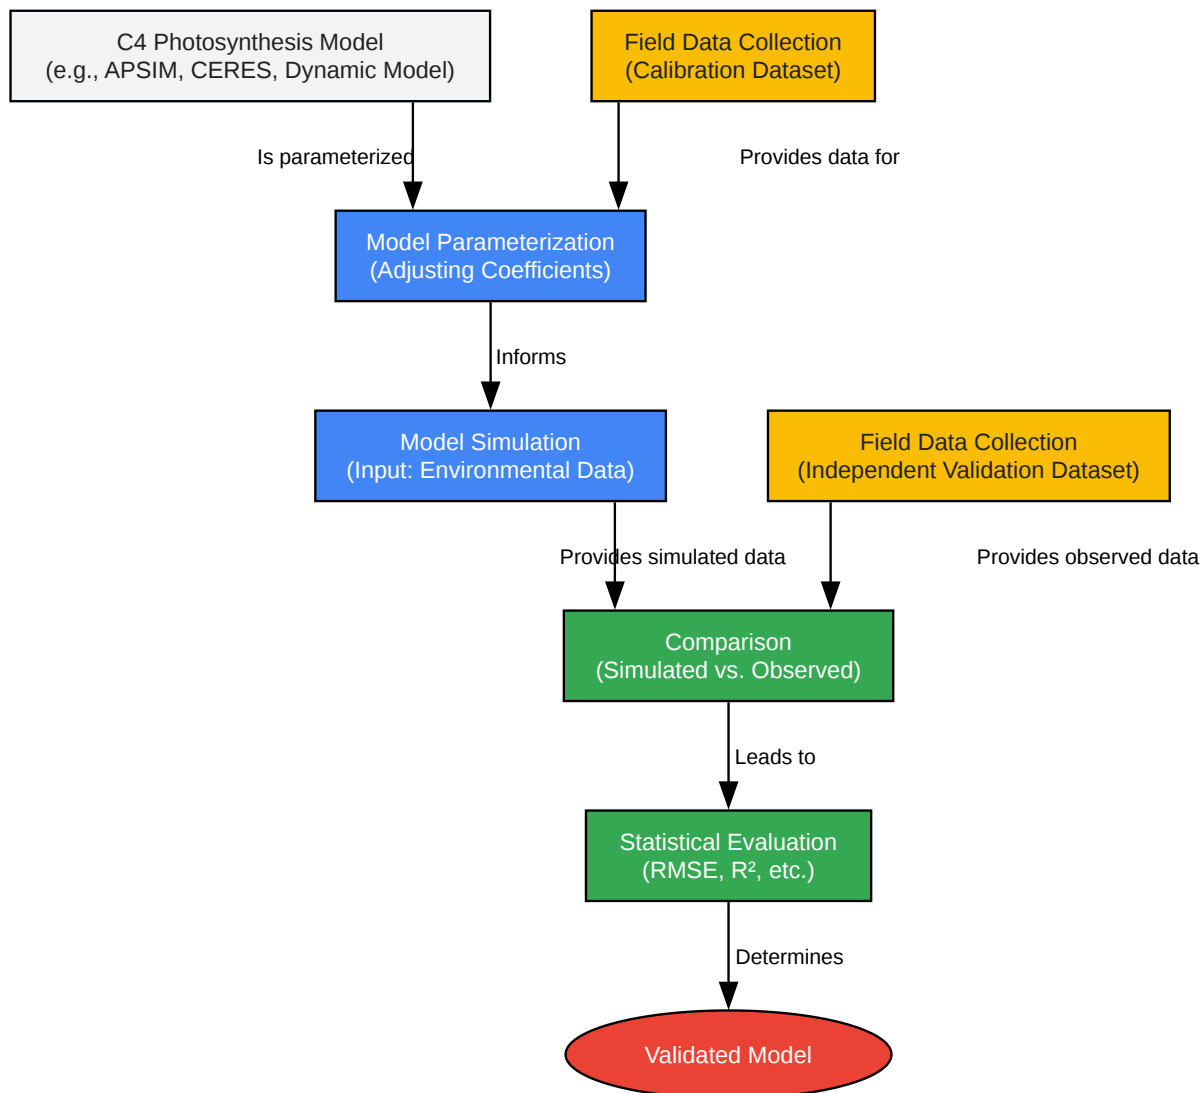 C4 Photosynthesis Model
(e.g., APSIM, CERES, Dynamic Model)
Field Data Collection
(Calibration Dataset)
Is parameterized
Provides data for
Model Parameterization
(Adjusting Coefficients)
Informs
Model Simulation
(Input: Environmental Data)
Field Data Collection
(Independent Validation Dataset)
Provides simulated data
Provides observed data
Comparison
(Simulated vs. Observed)
Leads to
Statistical Evaluation
(RMSE, R², etc.)
Determines
Validated Model